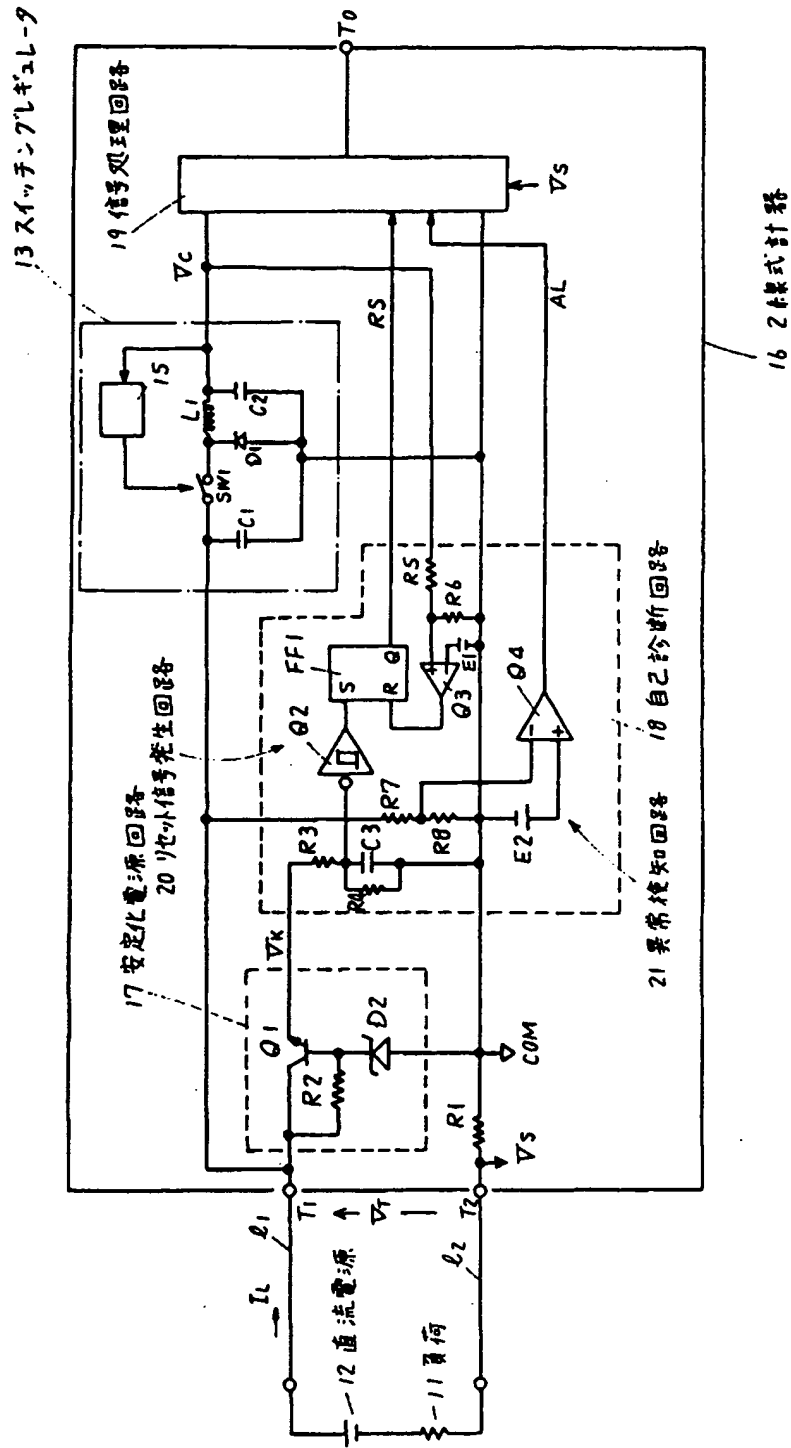 13 スイッチングレギュレータ
19 信号処理回路
TO
VC
15
L1
C2
D1
SW1
C1
RS
VS
AL
16 2線式計器
17 安定化電源回路
20 リセット信号発生回路
FF1
S
R
Q
Q2
R5
R6
E1
Q3
+
Q4
-
+
R7
R8
R3
C3
R4
E2
18 自己診断回路
21 異常検知回路
VK
Q1
D2
R2
COM
R1
VS
T1
VT
T2
ℓ1
ℓ2
IL
12 直流電源
11 負荷